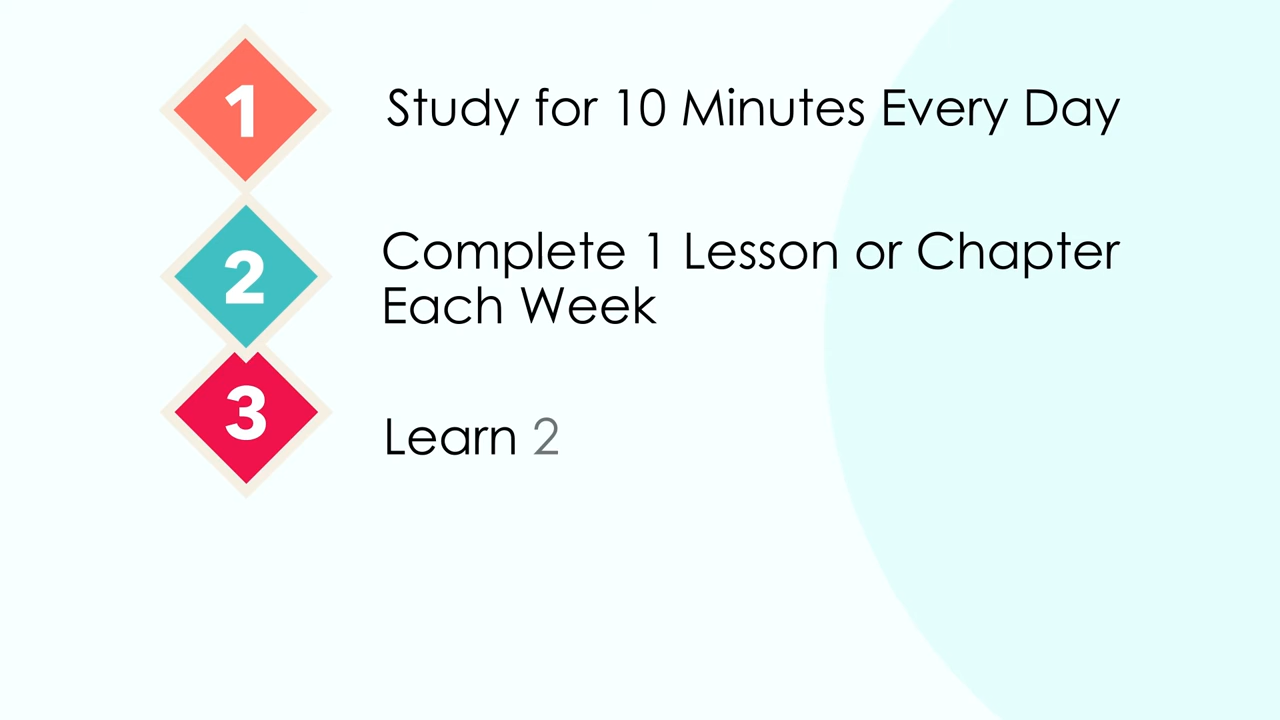 1 Study for 10 Minutes Every Day
2 Complete 1 Lesson or Chapter
Each Week
3 Learn 2